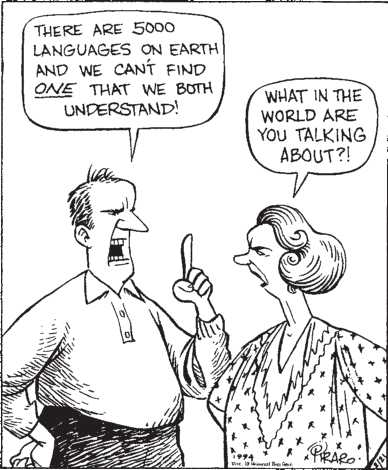 THERE ARE 5000
LANGUAGES ON EARTH
AND WE CAN'T FIND
ONE THAT WE BOTH
UNDERSTAND!
WHAT IN THE
WORLD ARE
YOU TALKING
ABOUT?!
1994
PIRARO.